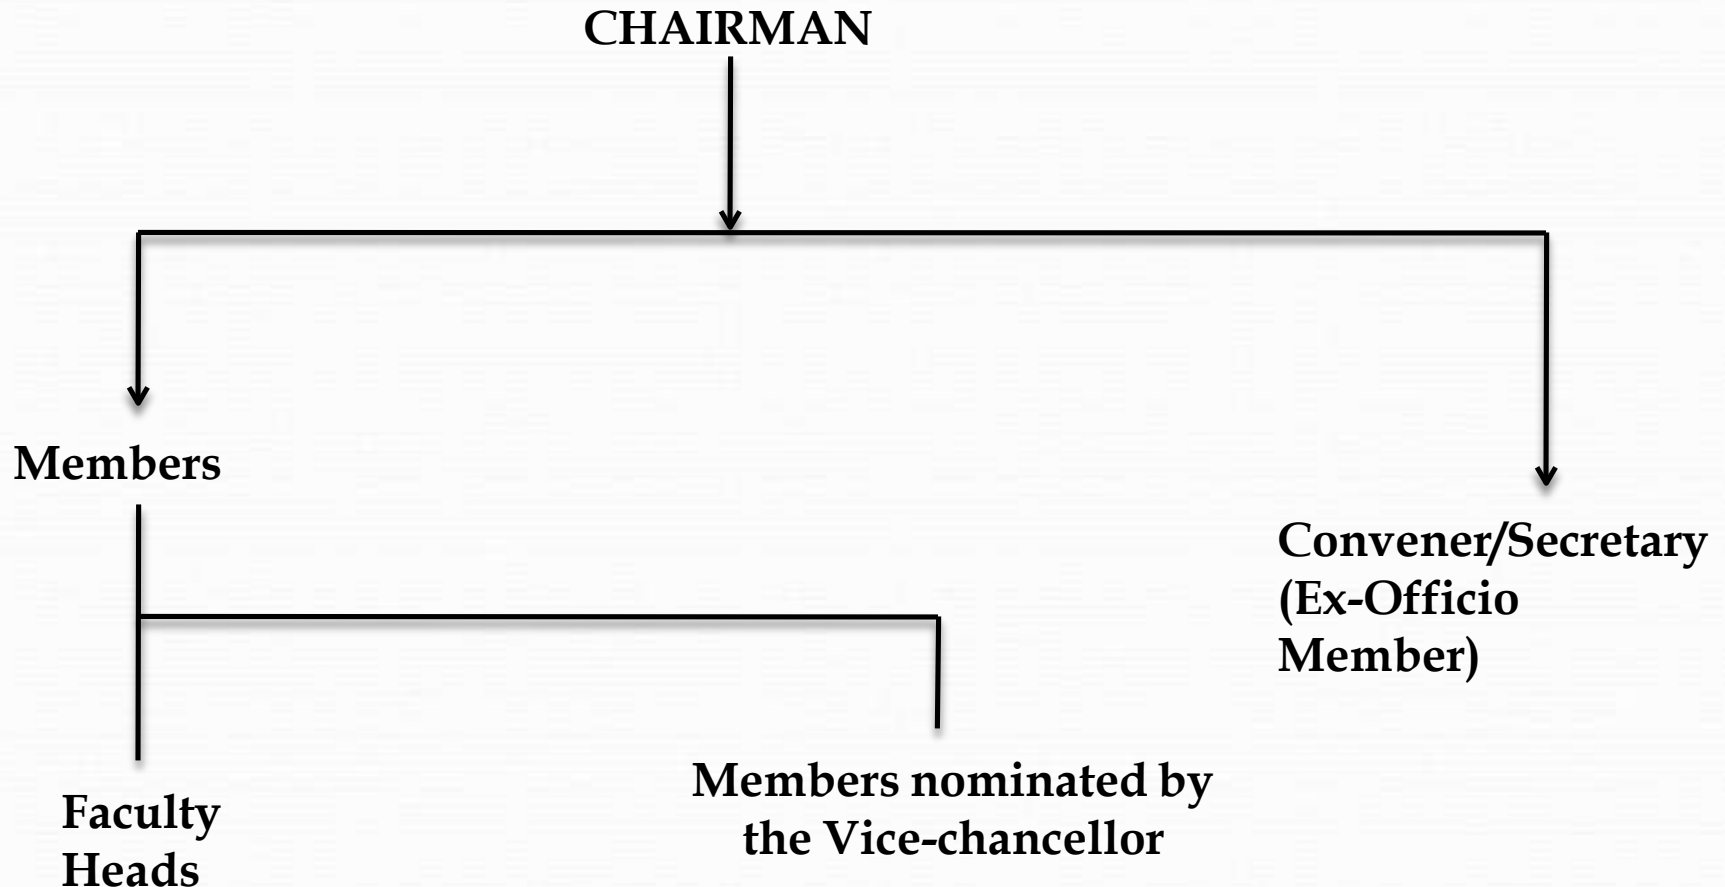 CHAIRMAN
Members
Convener/Secretary
(Ex-Officio
Member)
Faculty
Heads
Members nominated by
the Vice-chancellor